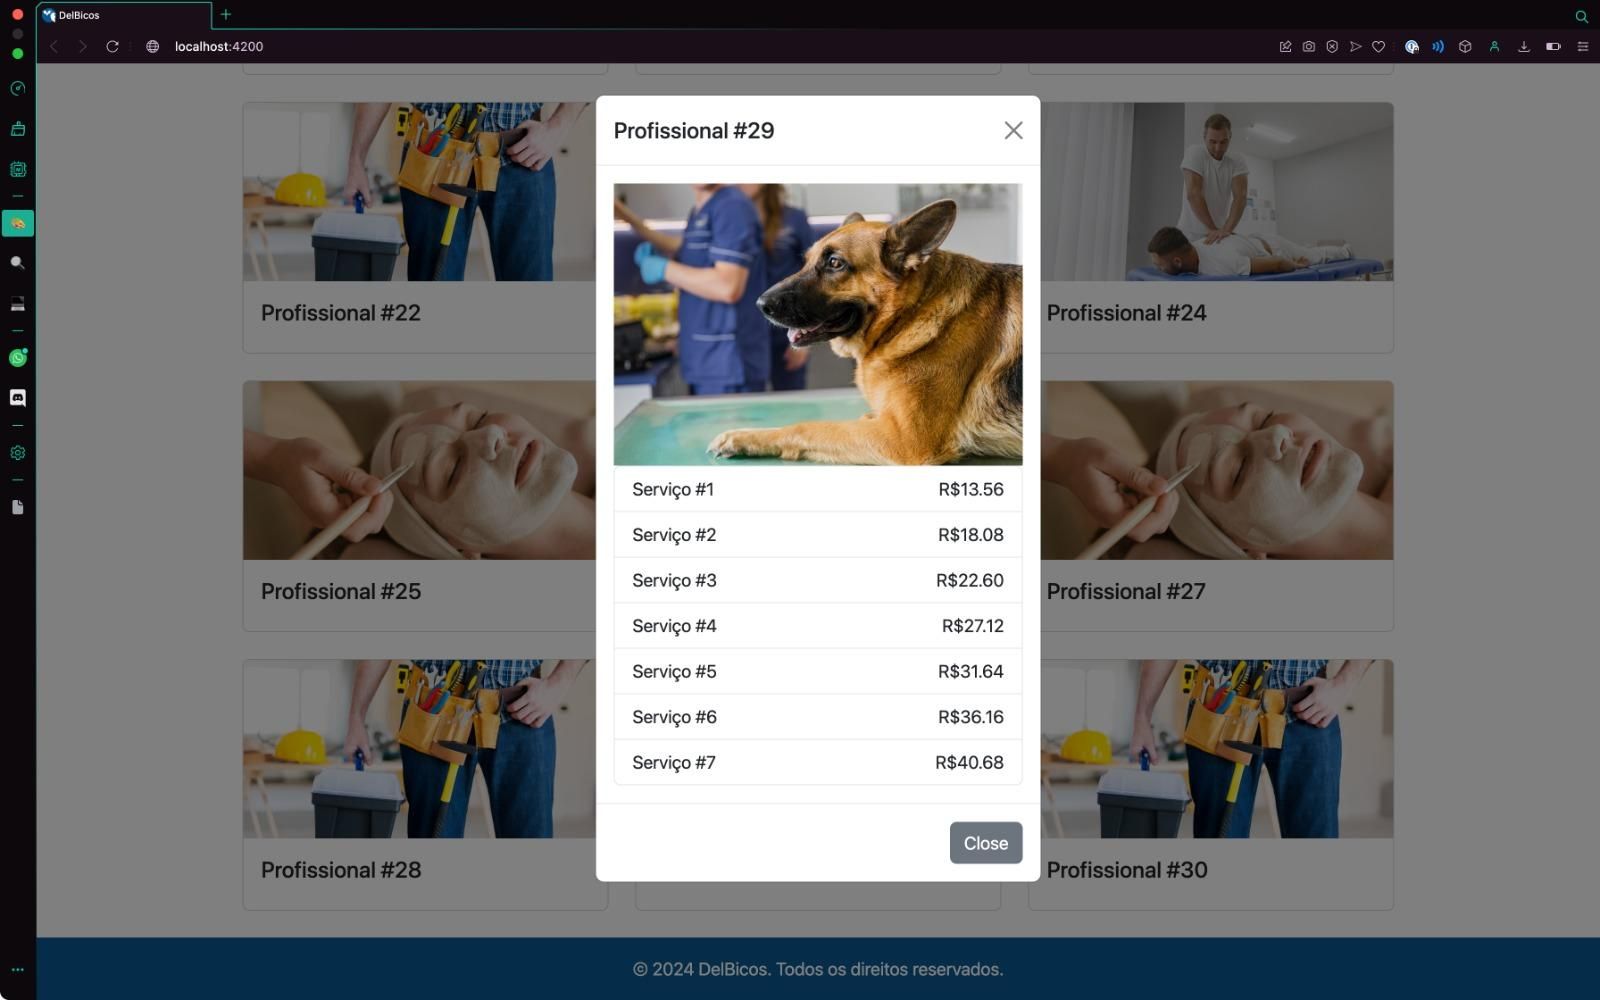 DelBicos
localhost:4200
Profissional #29
Profissional #22
Profissional #24
Serviço #1 R$13.56
Serviço #2 R$18.08
Serviço #3 R$22.60
Serviço #4 R$27.12
Serviço #5 R$31.64
Serviço #6 R$36.16
Serviço #7 R$40.68
Profissional #25
Profissional #27
Close
Profissional #28
Profissional #30
© 2024 DelBicos. Todos os direitos reservados.